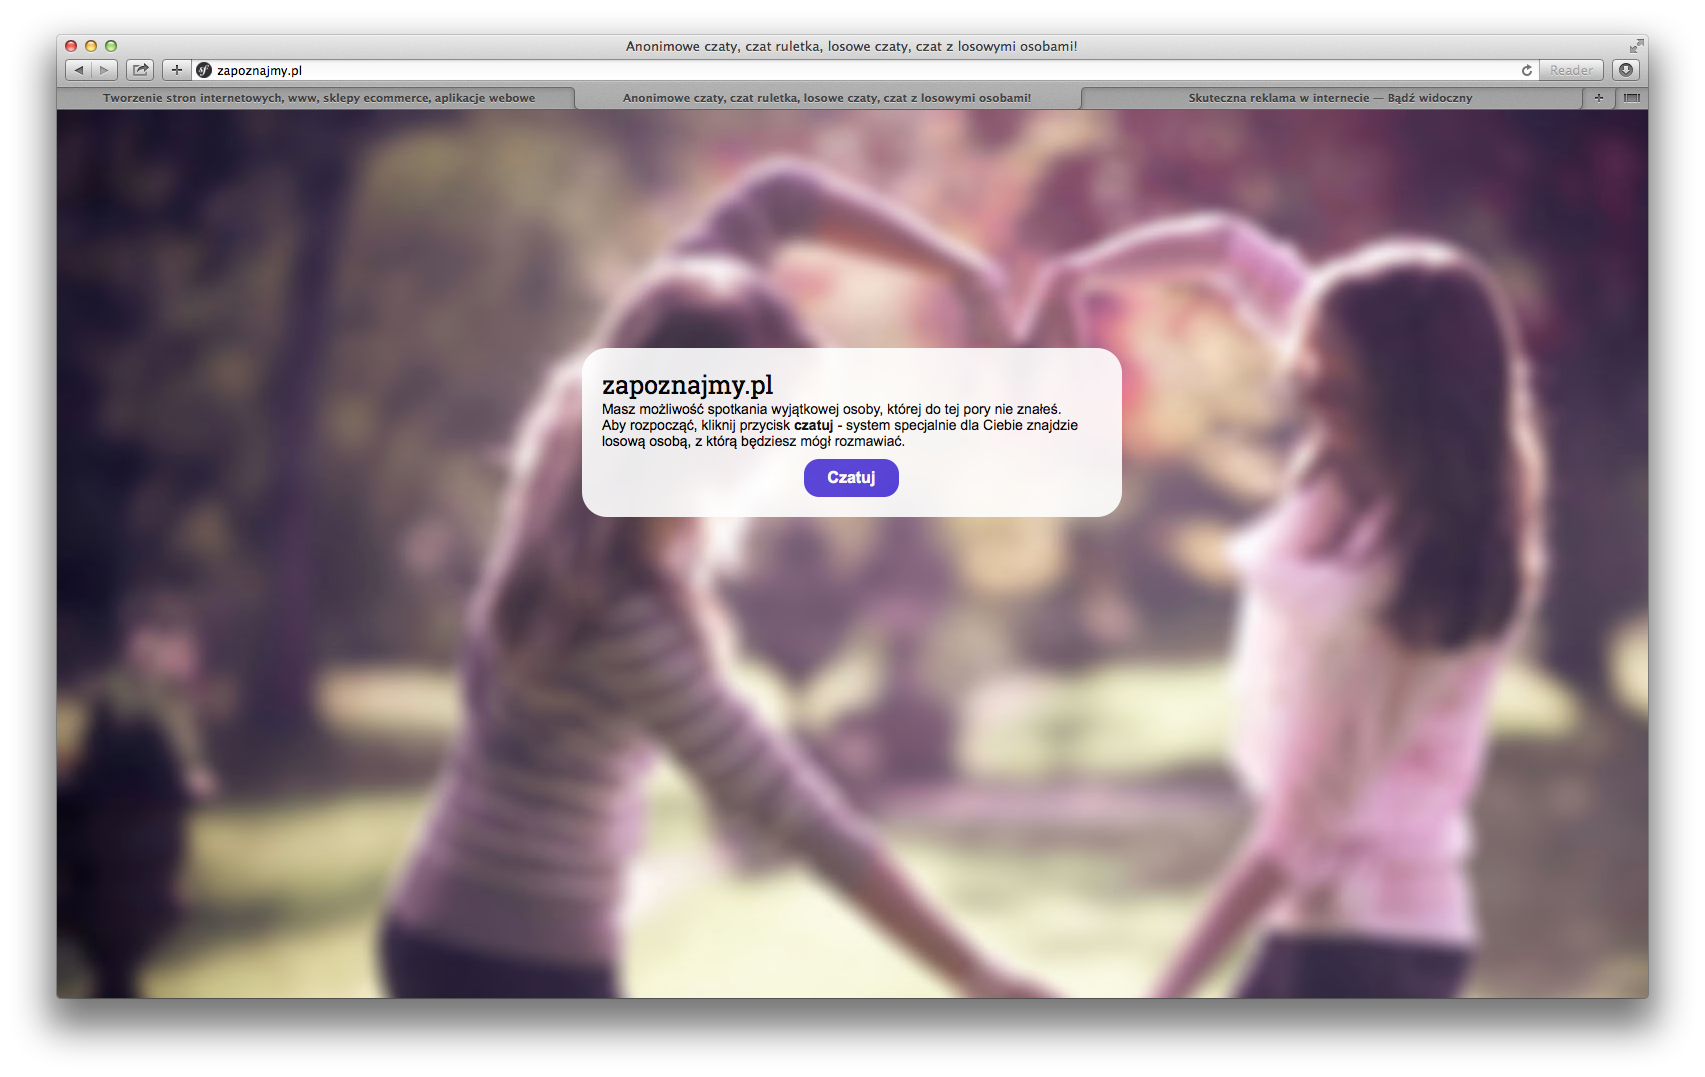 Anonimowe czaty, czat ruletka, losowe czaty, czat z losowymi osobami!
sf zapoznajmy.pl Reader
Tworzenie stron internetowych, www, sklepy ecommerce, aplikacje webowe
Anonimowe czaty, czat ruletka, losowe czaty, czat z losowymi osobami!
Skuteczna reklama w internecie — Bądź widoczny
zapoznajmy.pl
Masz możliwość spotkania wyjątkowej osoby, której do tej pory nie znałeś.
Aby rozpocząć, kliknij przycisk czatuj - system specjalnie dla Ciebie znajdzie
losową osobą, z którą będziesz mógł rozmawiać.
Czatuj